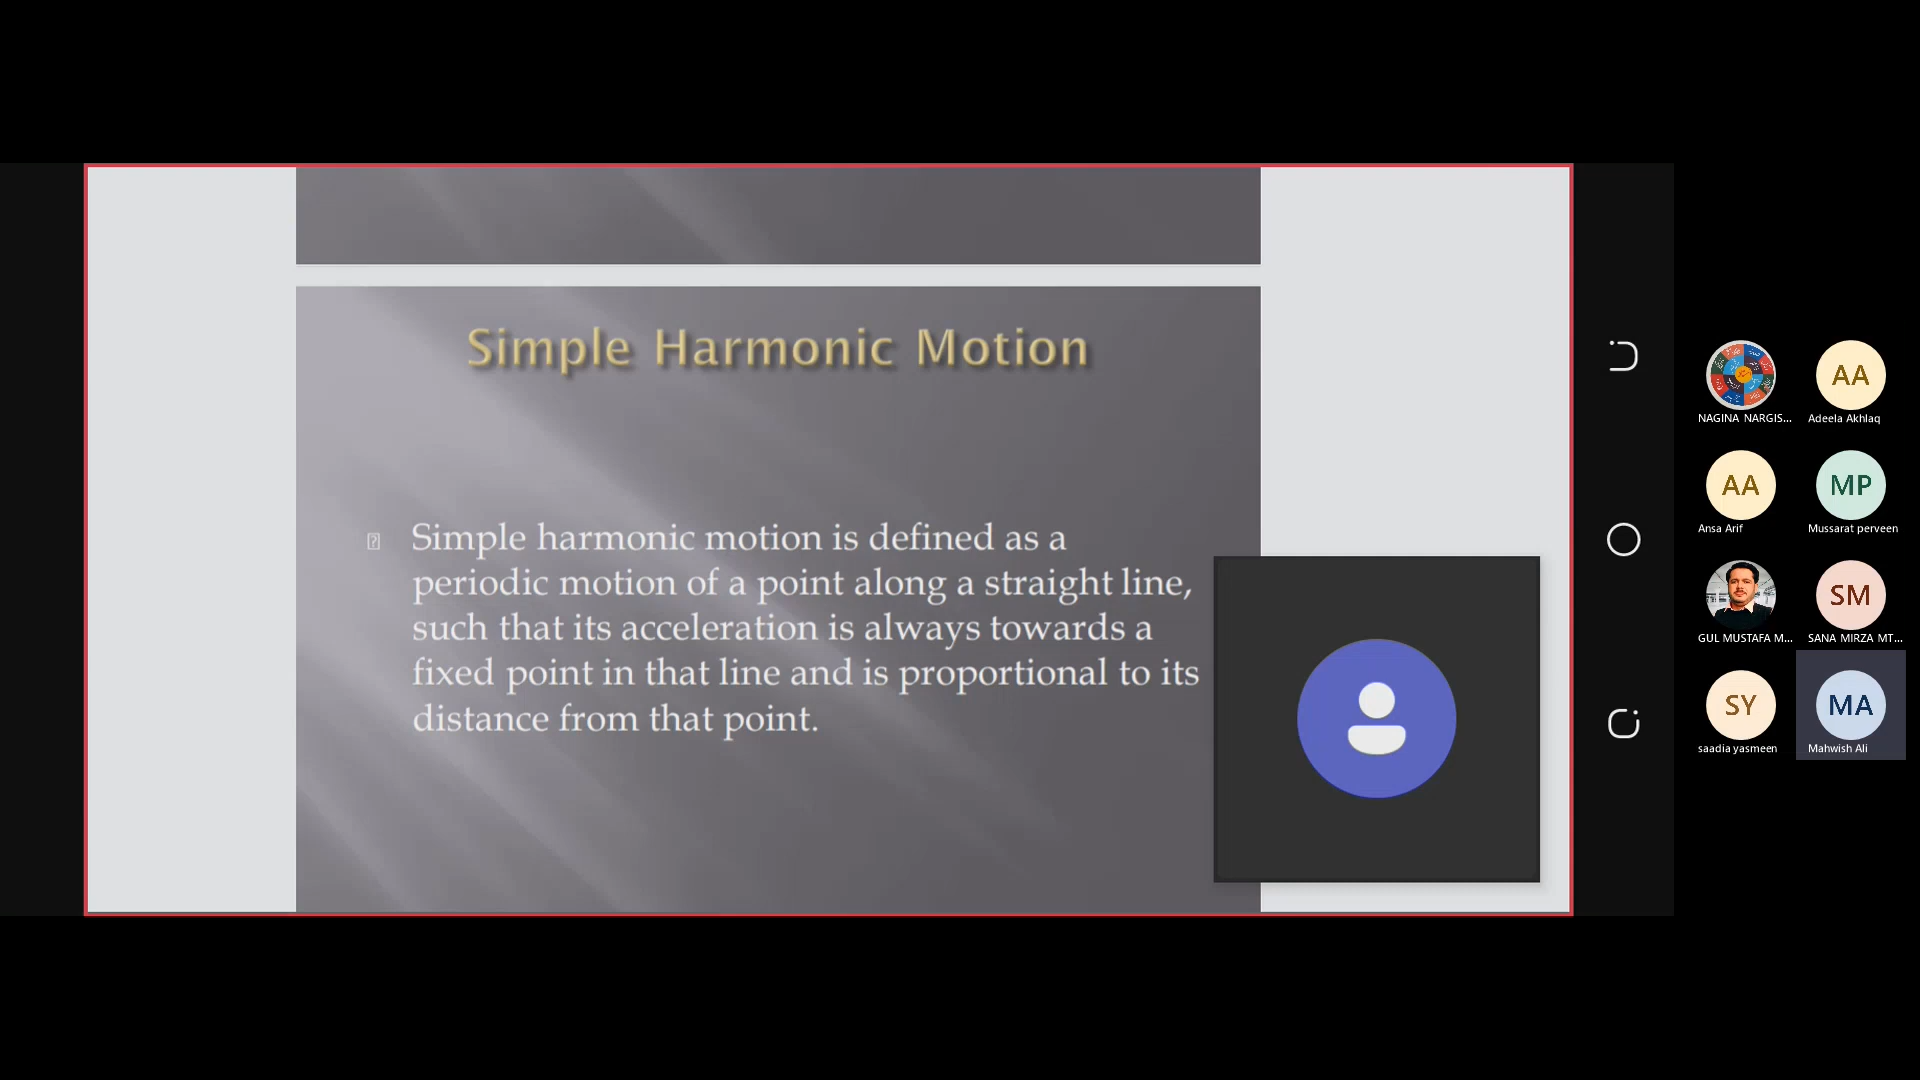 Simple Harmonic Motion
Simple harmonic motion is defined as a
periodic motion of a point along a straight line,
such that its acceleration is always towards a
fixed point in that line and is proportional to its
distance from that point.
NAGINA NARGIS...
AA
Adeela Akhlaq
AA
Ansa Arif
MP
Mussarat perveen
GUL MUSTAFA M...
SM
SANA MIRZA MT...
SY
saadia yasmeen
MA
Mahwish Ali